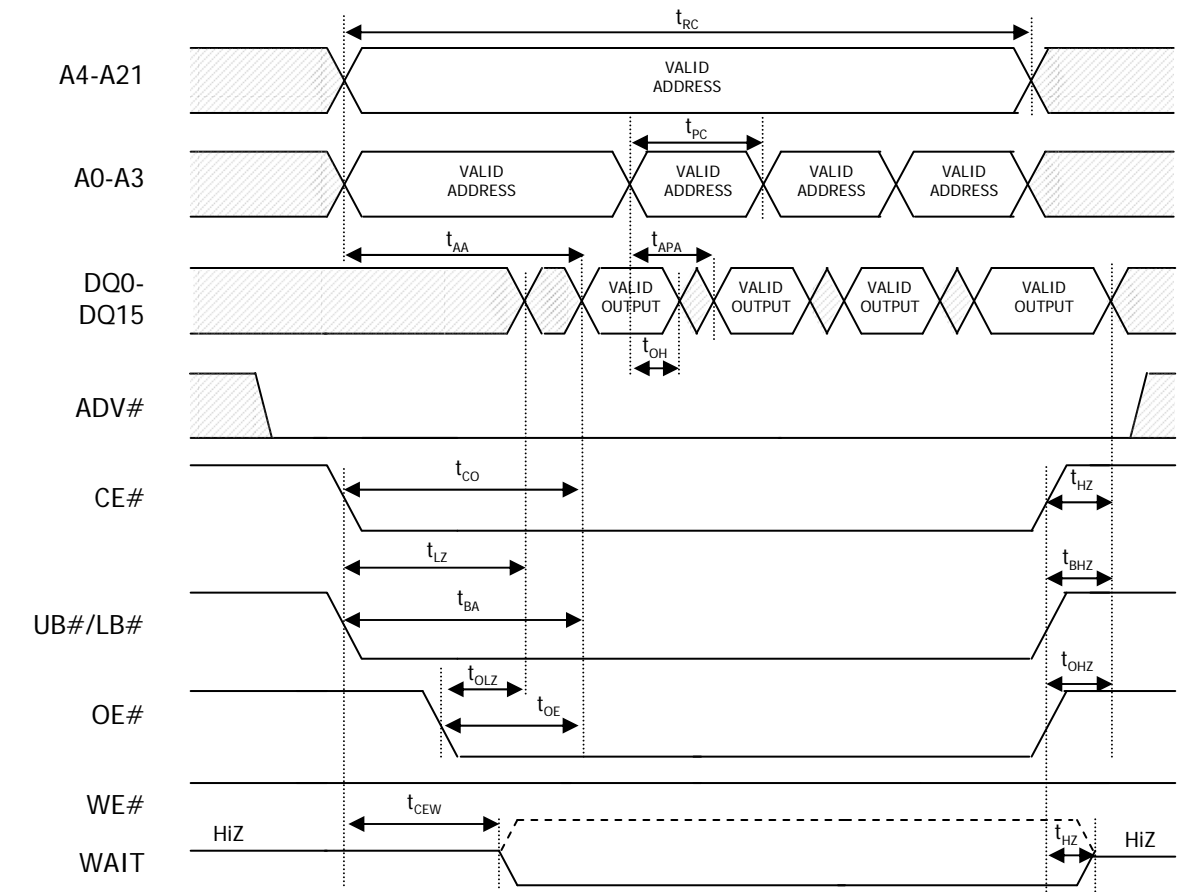 tRC
A4-A21
VALID
ADDRESS
tPC
A0-A3
VALID
ADDRESS
VALID
ADDRESS
VALID
ADDRESS
VALID
ADDRESS
tAA
tAPA
DQ0-
DQ15
VALID
OUTPUT
VALID
OUTPUT
VALID
OUTPUT
VALID
OUTPUT
tOH
ADV#
CE#
tCO
tHZ
tLZ
tBHZ
UB#/LB#
tBA
tOLZ
tOHZ
OE#
tOE
WE#
tCEW
HiZ
tHZ
HiZ
WAIT